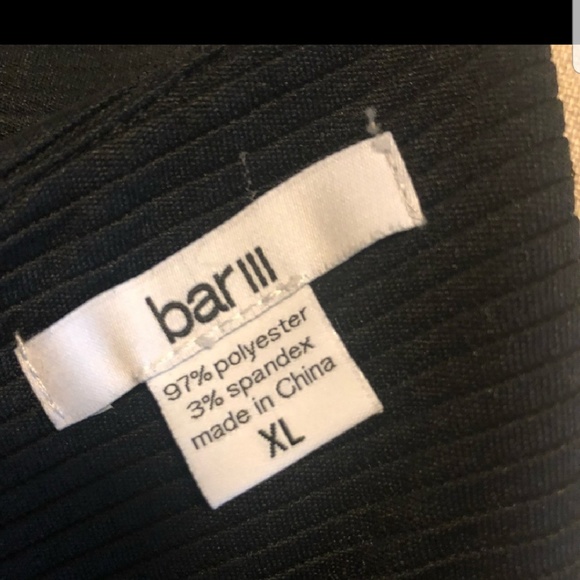 bar III
97% polyester
3% spandex
made in China
XL